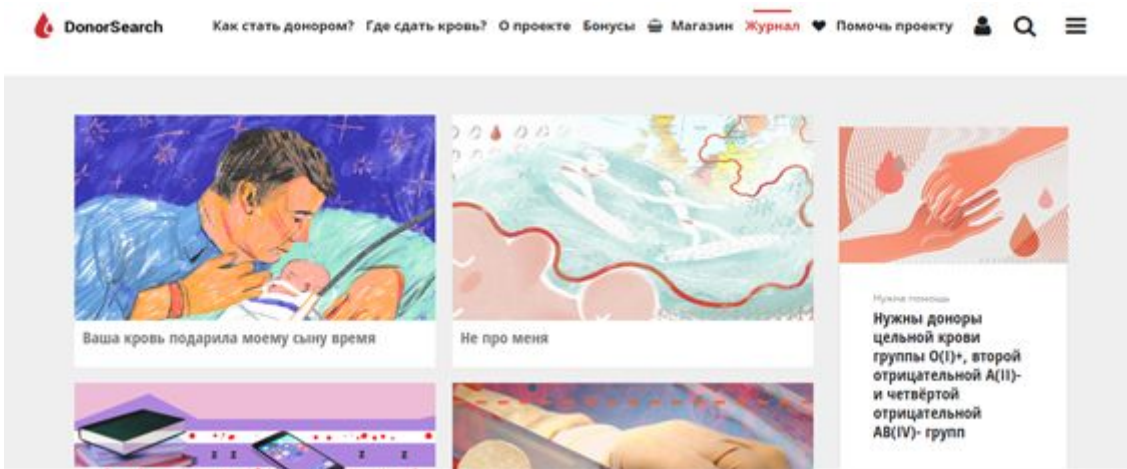 DonorSearch
Как стать донором? Где сдать кровь? О проекте Бонусы Магазин Журнал Помочь проекту
Ваша кровь подарила моему сыну время
Не про меня
Нужна помощь
Нужны доноры
цельной крови
группы O(I)+, второй
отрицательной A(II)-
и четвёртой
отрицательной
AB(IV)- групп